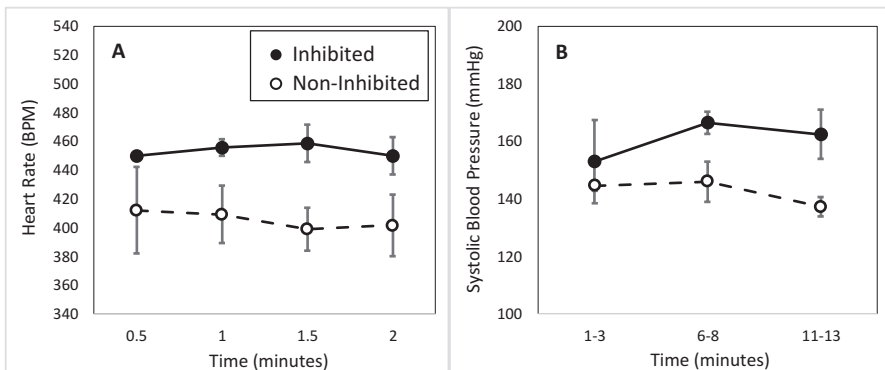 A
Inhibited
Non-Inhibited
Heart Rate (BPM)
540
520
500
480
460
440
420
400
380
360
340
0.5 1 1.5 2
Time (minutes)
B
Systolic Blood Pressure (mmHg)
200
180
160
140
120
100
1-3 6-8 11-13
Time (minutes)